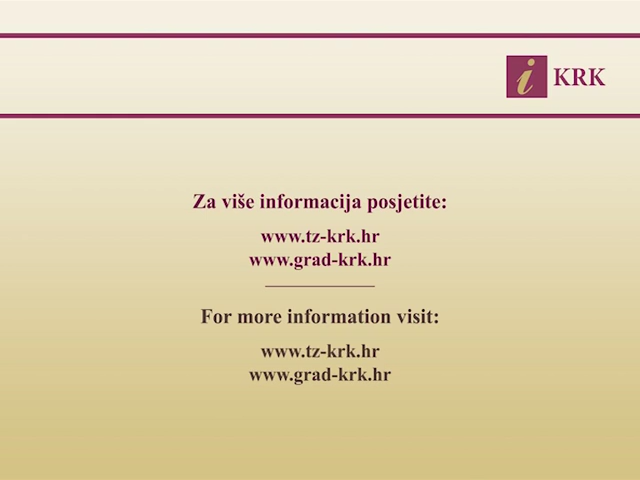 i KRK
Za više informacija posjetite:
www.tz-krk.hr
www.grad-krk.hr
For more information visit:
www.tz-krk.hr
www.grad-krk.hr